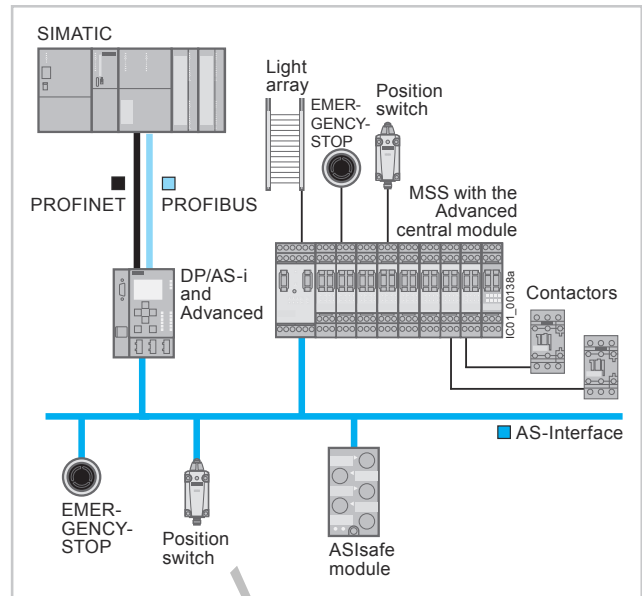 SIMATIC
Light
array
EMER-
GENCY-
STOP
Position
switch
PROFINET
PROFIBUS
MSS with the
Advanced
central module
DP/AS-i
and
Advanced
IC01_00138a
Contactors
AS-Interface
EMER-
GENCY-
STOP
Position
switch
ASIsafe
module